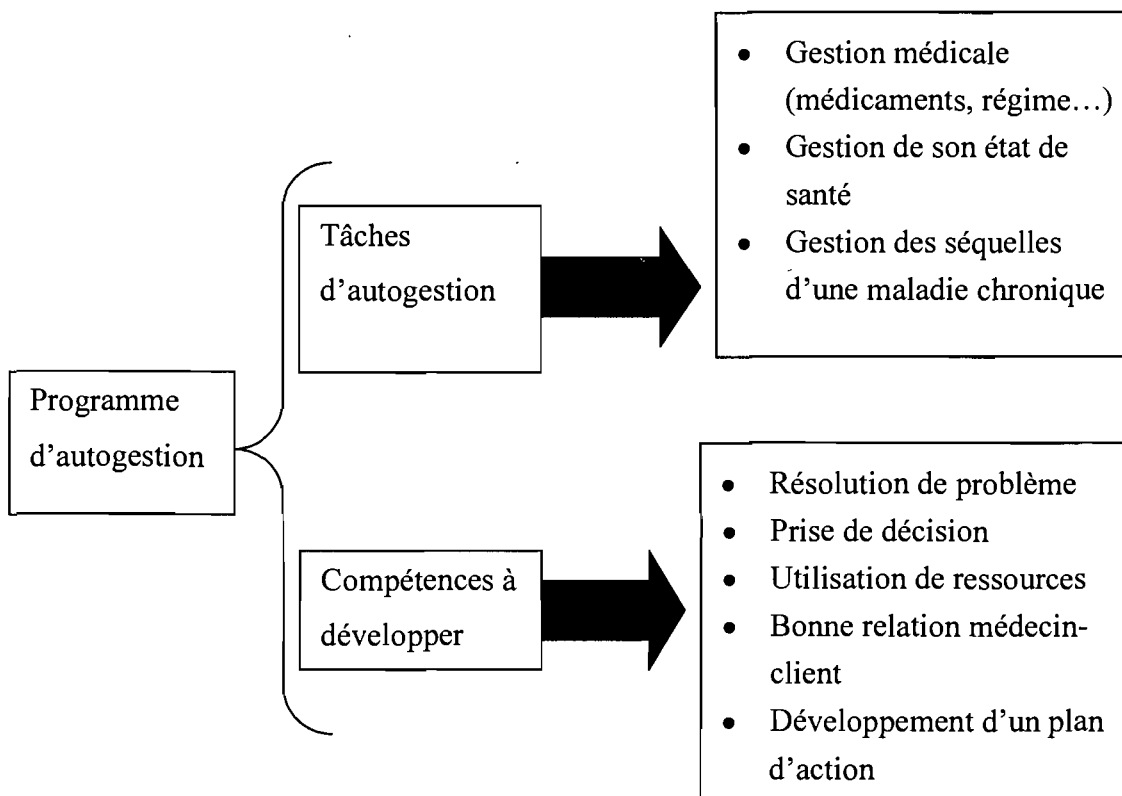 Programme
d'autogestion
Tâches
d'autogestion
• Gestion médicale
(médicaments, régime…)
• Gestion de son état de
santé
• Gestion des séquelles
d'une maladie chronique
Compétences à
développer
• Résolution de problème
• Prise de décision
• Utilisation de ressources
• Bonne relation médecin-
client
• Développement d'un plan
d'action